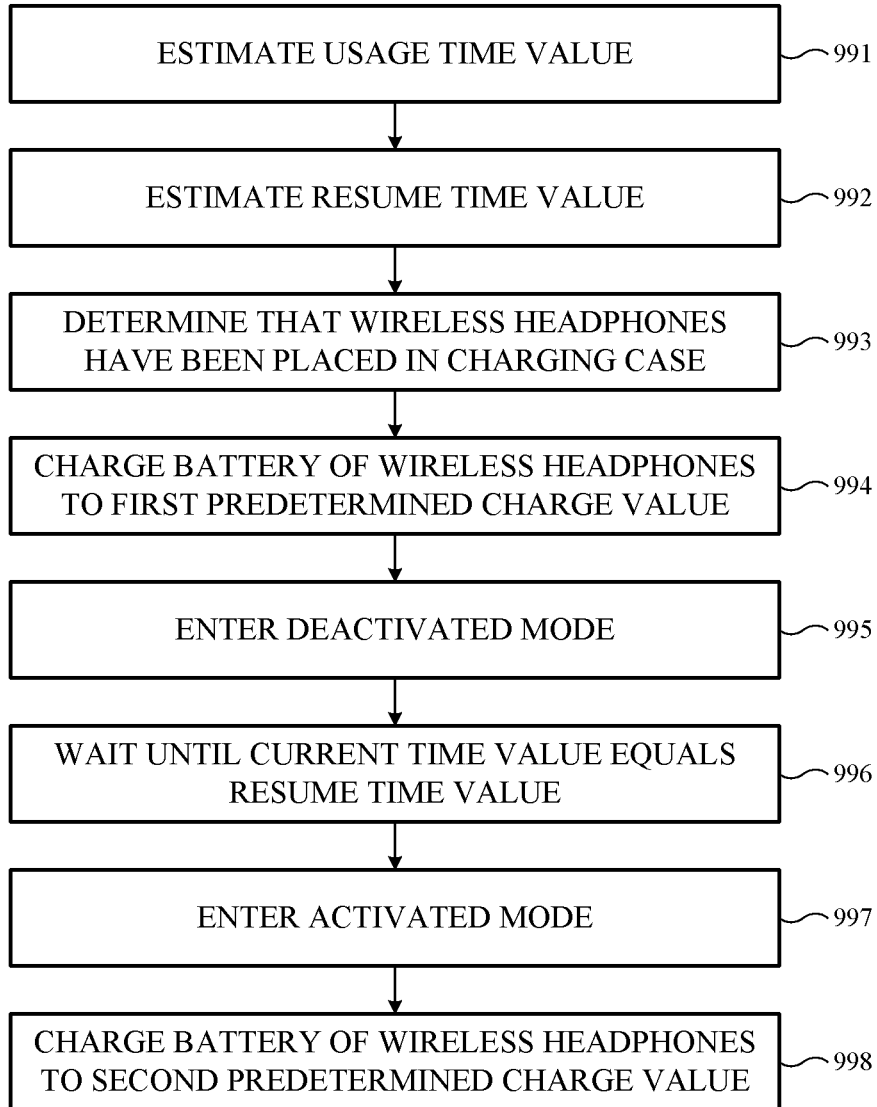 ESTIMATE USAGE TIME VALUE
991
ESTIMATE RESUME TIME VALUE
992
DETERMINE THAT WIRELESS HEADPHONES
HAVE BEEN PLACED IN CHARGING CASE
993
CHARGE BATTERY OF WIRELESS HEADPHONES
TO FIRST PREDETERMINED CHARGE VALUE
994
ENTER DEACTIVATED MODE
995
WAIT UNTIL CURRENT TIME VALUE EQUALS
RESUME TIME VALUE
996
ENTER ACTIVATED MODE
997
CHARGE BATTERY OF WIRELESS HEADPHONES
TO SECOND PREDETERMINED CHARGE VALUE
998